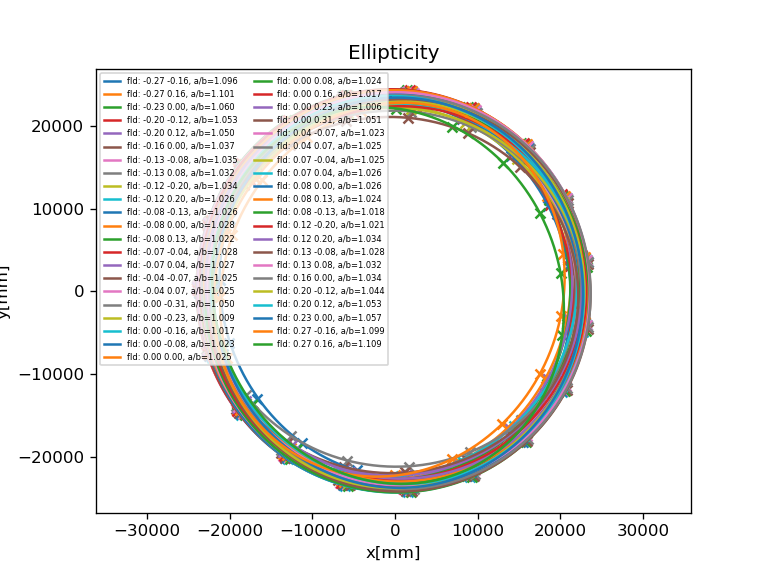 Ellipticity
fld: -0.27 -0.16, a/b=1.096
fld: -0.27 0.16, a/b=1.101
fld: -0.23 0.00, a/b=1.060
fld: -0.20 -0.12, a/b=1.053
fld: -0.20 0.12, a/b=1.050
fld: -0.16 0.00, a/b=1.037
fld: -0.13 -0.08, a/b=1.035
fld: -0.13 0.08, a/b=1.032
fld: -0.12 -0.20, a/b=1.034
fld: -0.12 0.20, a/b=1.026
fld: -0.08 -0.13, a/b=1.026
fld: -0.08 0.00, a/b=1.028
fld: -0.08 0.13, a/b=1.022
fld: -0.07 -0.04, a/b=1.028
fld: -0.07 0.04, a/b=1.027
fld: -0.04 -0.07, a/b=1.025
fld: -0.04 0.07, a/b=1.025
fld: 0.00 -0.31, a/b=1.050
fld: 0.00 -0.23, a/b=1.009
fld: 0.00 -0.16, a/b=1.017
fld: 0.00 -0.08, a/b=1.023
fld: 0.00 0.00, a/b=1.025
fld: 0.00 0.08, a/b=1.024
fld: 0.00 0.16, a/b=1.017
fld: 0.00 0.23, a/b=1.006
fld: 0.00 0.31, a/b=1.051
fld: 0.04 -0.07, a/b=1.023
fld: 0.04 0.07, a/b=1.025
fld: 0.07 -0.04, a/b=1.025
fld: 0.07 0.04, a/b=1.026
fld: 0.08 0.00, a/b=1.026
fld: 0.08 0.13, a/b=1.024
fld: 0.08 -0.13, a/b=1.018
fld: 0.12 -0.20, a/b=1.021
fld: 0.12 0.20, a/b=1.034
fld: 0.13 -0.08, a/b=1.028
fld: 0.13 0.08, a/b=1.032
fld: 0.16 0.00, a/b=1.034
fld: 0.20 -0.12, a/b=1.044
fld: 0.20 0.12, a/b=1.053
fld: 0.23 0.00, a/b=1.057
fld: 0.27 -0.16, a/b=1.099
fld: 0.27 0.16, a/b=1.109
20000
10000
0
−10000
−20000
y[mm]
−30000 −20000 −10000 0 10000 20000 30000
x[mm]